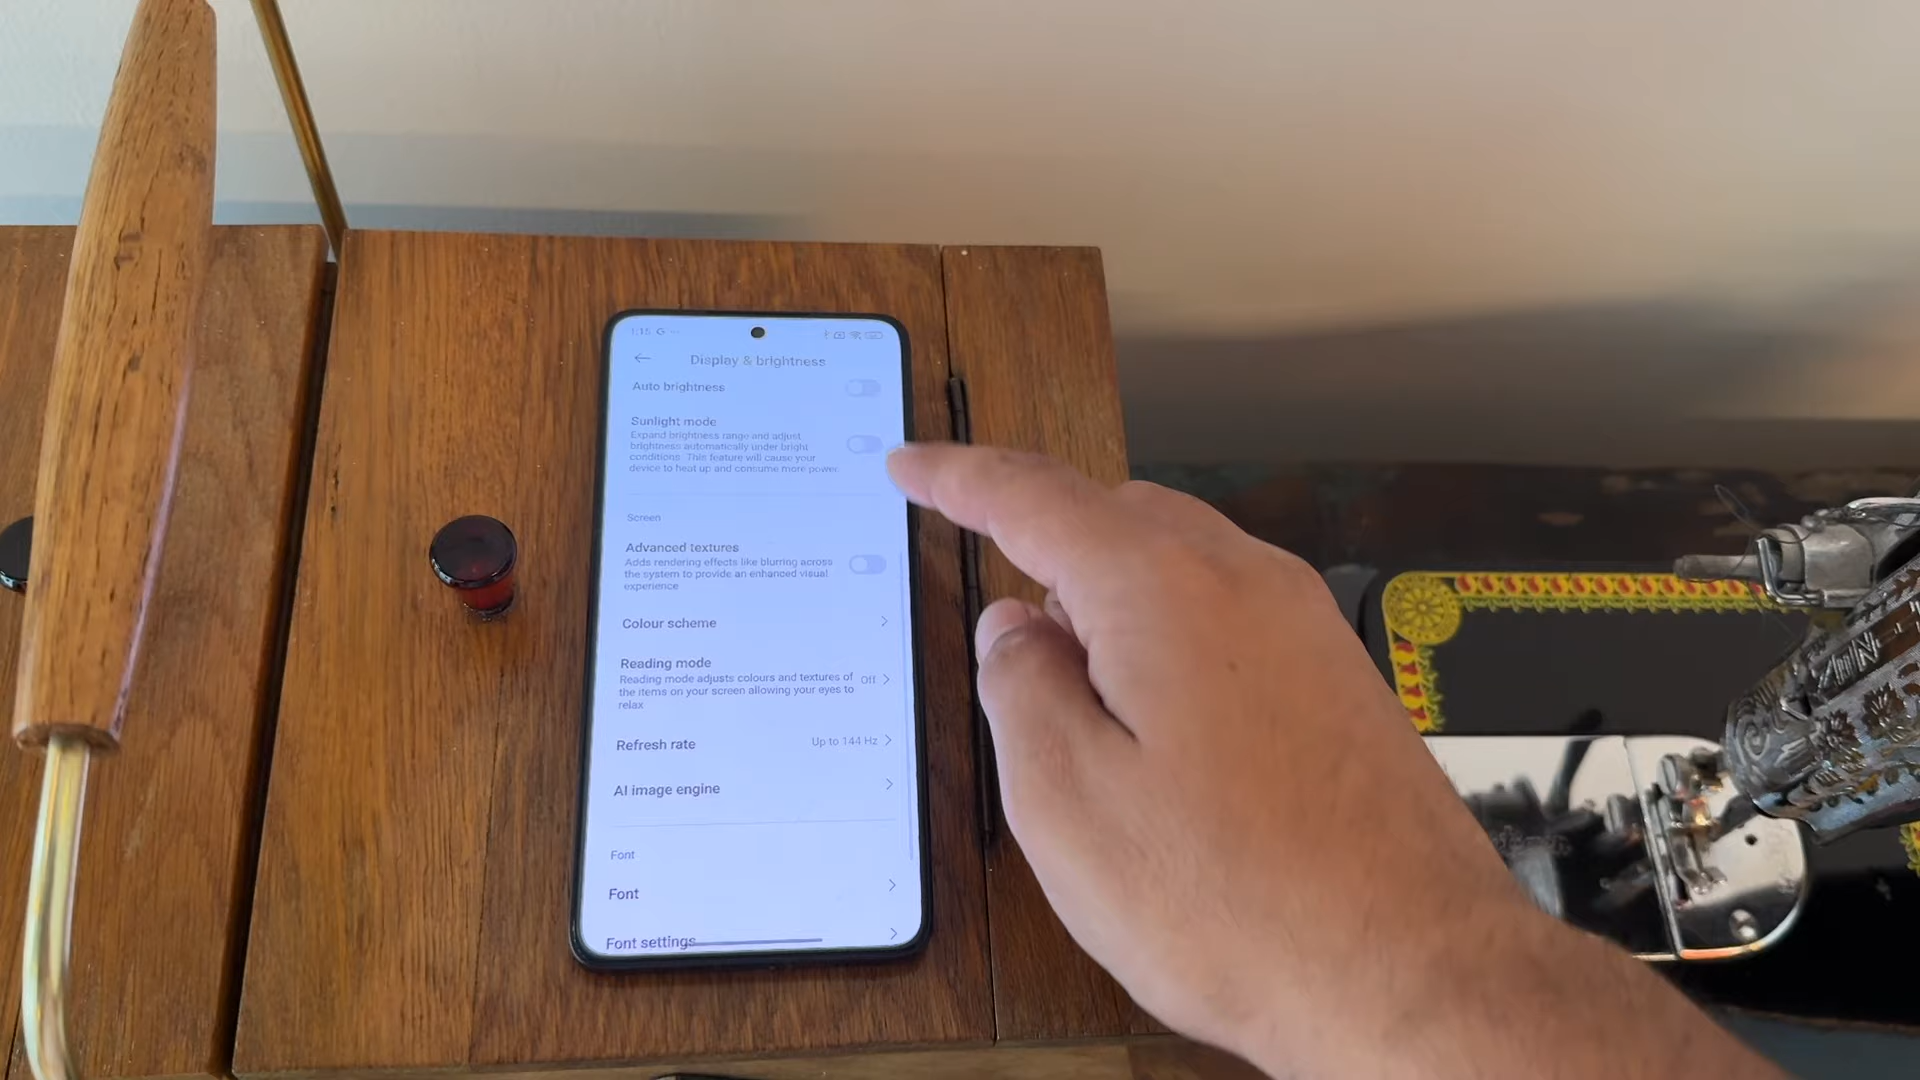 1:15 G ...
Display & brightness
Auto brightness
Sunlight mode
Expand brightness range and adjust
brightness automatically under bright
conditions. This feature will cause your
device to heat up and consume more power.
Screen
Advanced textures
Adds rendering effects like blurring across
the system to provide an enhanced visual
experience
Colour scheme
Reading mode
Reading mode adjusts colours and textures of
the items on your screen allowing your eyes to
relax
Off
Refresh rate
Up to 144 Hz
AI image engine
Font
Font
Font settings